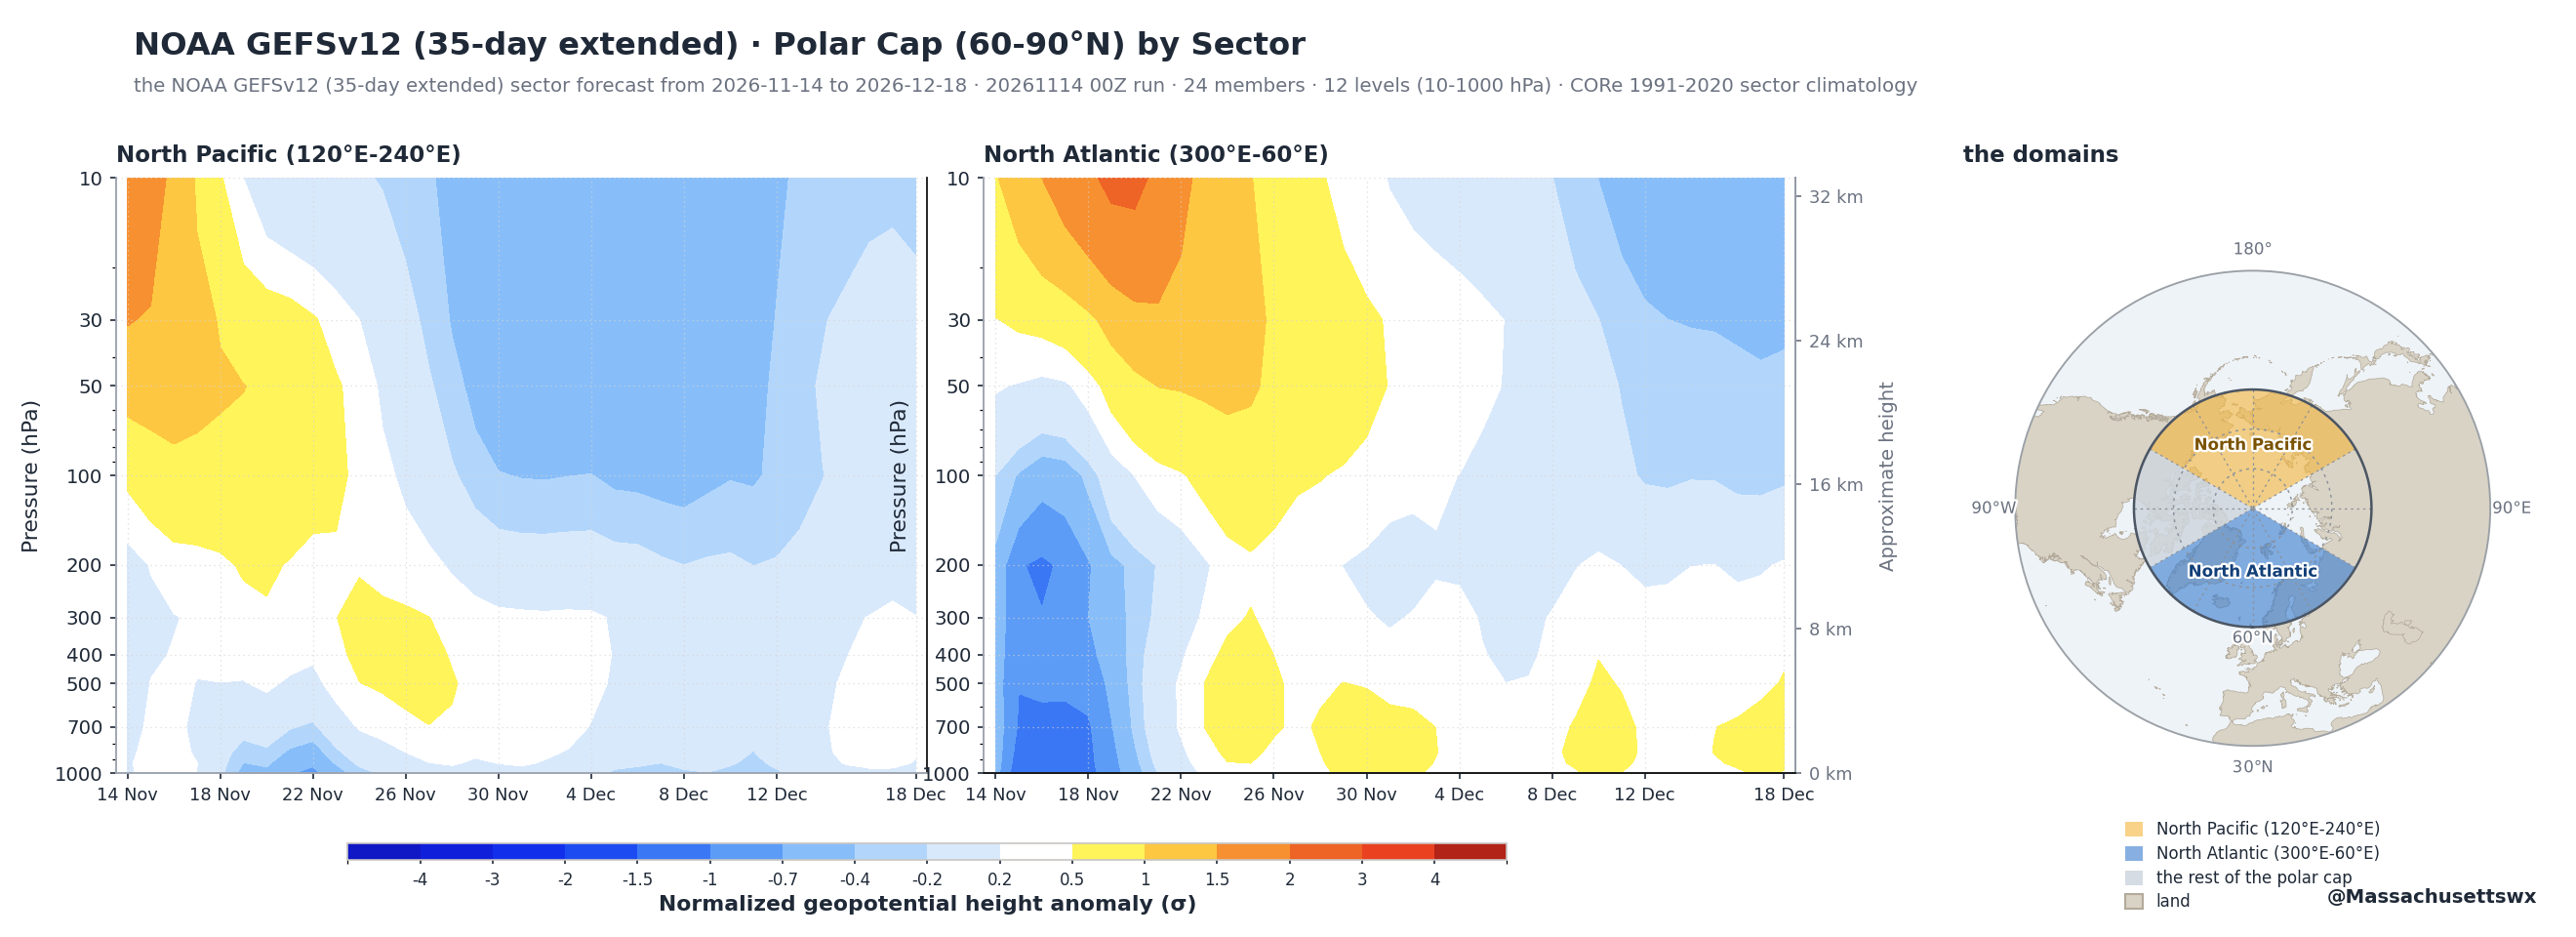 NOAA GEFSv12 (35-day extended) · Polar Cap (60-90°N) by Sector
the NOAA GEFSv12 (35-day extended) sector forecast from 2026-11-14 to 2026-12-18 · 20261114 00Z run · 24 members · 12 levels (10-1000 hPa) · CORe 1991-2020 sector climatology
North Pacific (120°E-240°E)
Pressure (hPa)
10
30
50
100
200
300
400
500
700
1000
14 Nov 18 Nov 22 Nov 26 Nov 30 Nov 4 Dec 8 Dec 12 Dec 18 Dec
North Atlantic (300°E-60°E)
Pressure (hPa)
10
30
50
100
200
300
400
500
700
1000
14 Nov 18 Nov 22 Nov 26 Nov 30 Nov 4 Dec 8 Dec 12 Dec 18 Dec
32 km
24 km
16 km
8 km
0 km
Approximate height
the domains
180°
North Pacific
90°W 90°E
North Atlantic
60°N
30°N
North Pacific (120°E-240°E)
North Atlantic (300°E-60°E)
the rest of the polar cap
land
-4 -3 -2 -1.5 -1 -0.7 -0.4 -0.2 0.2 0.5 1 1.5 2 3 4
Normalized geopotential height anomaly (σ)
@Massachusettswx